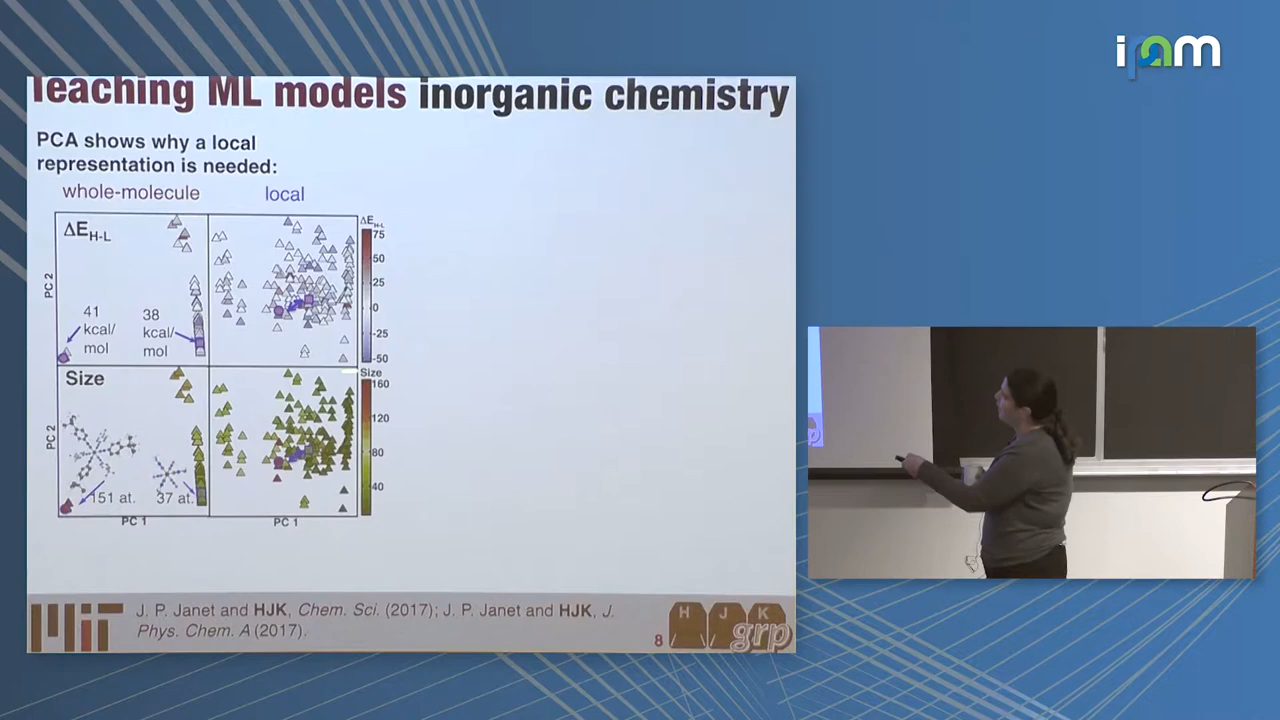 ipam
Teaching ML models inorganic chemistry
PCA shows why a local
representation is needed:
whole-molecule
local
ΔE_H-L
ΔE_H-L
75
50
25
0
-25
-50
PC 2
41
kcal/
mol
38
kcal/
mol
Size
Size
160
120
80
40
PC 2
151 at.
37 at.
PC 1
PC 1
MIT
J. P. Janet and HJK, Chem. Sci. (2017); J. P. Janet and HJK, J.
Phys. Chem. A (2017).
8
H J K
grp